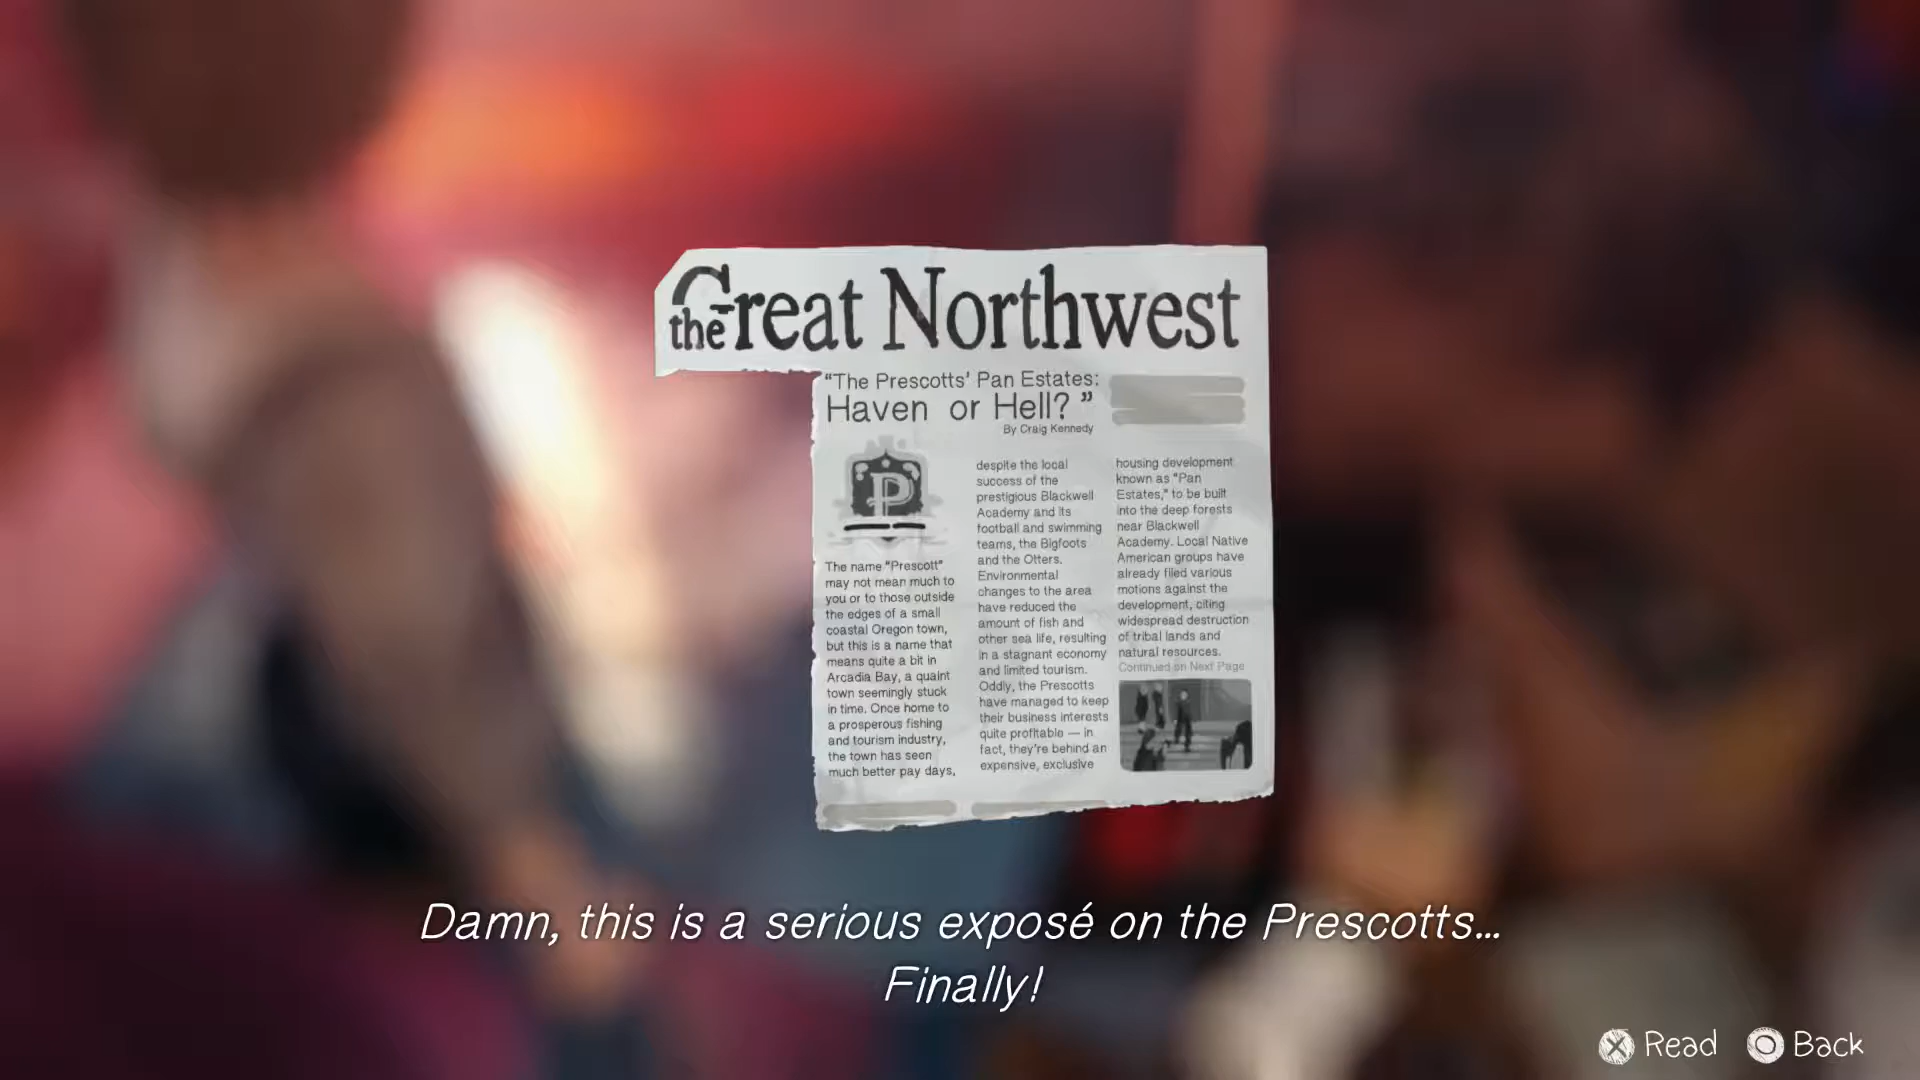 the Great Northwest
“The Prescotts’ Pan Estates:
Haven or Hell?”
By Craig Kennedy
P
The name “Prescott”
may not mean much to
you or to those outside
the edges of a small
coastal Oregon town,
but this is a name that
means quite a bit in
Arcadia Bay, a quaint
town seemingly stuck
in time. Once home to
a prosperous fishing
and tourism industry,
the town has seen
much better pay days,
despite the local
success of the
prestigious Blackwell
Academy and its
football and swimming
teams, the Bigfoots
and the Otters.
Environmental
changes to the area
have reduced the
amount of fish and
other sea life, resulting
in a stagnant economy
and limited tourism.
Oddly, the Prescotts
have managed to keep
their business interests
quite profitable — in
fact, they’re behind an
expensive, exclusive
housing development
known as “Pan
Estates,” to be built
into the deep forests
near Blackwell
Academy. Local Native
American groups have
already filed various
motions against the
development, citing
widespread destruction
of tribal lands and
natural resources.
Continued on Next Page
Damn, this is a serious exposé on the Prescotts...
Finally!
Read
Back